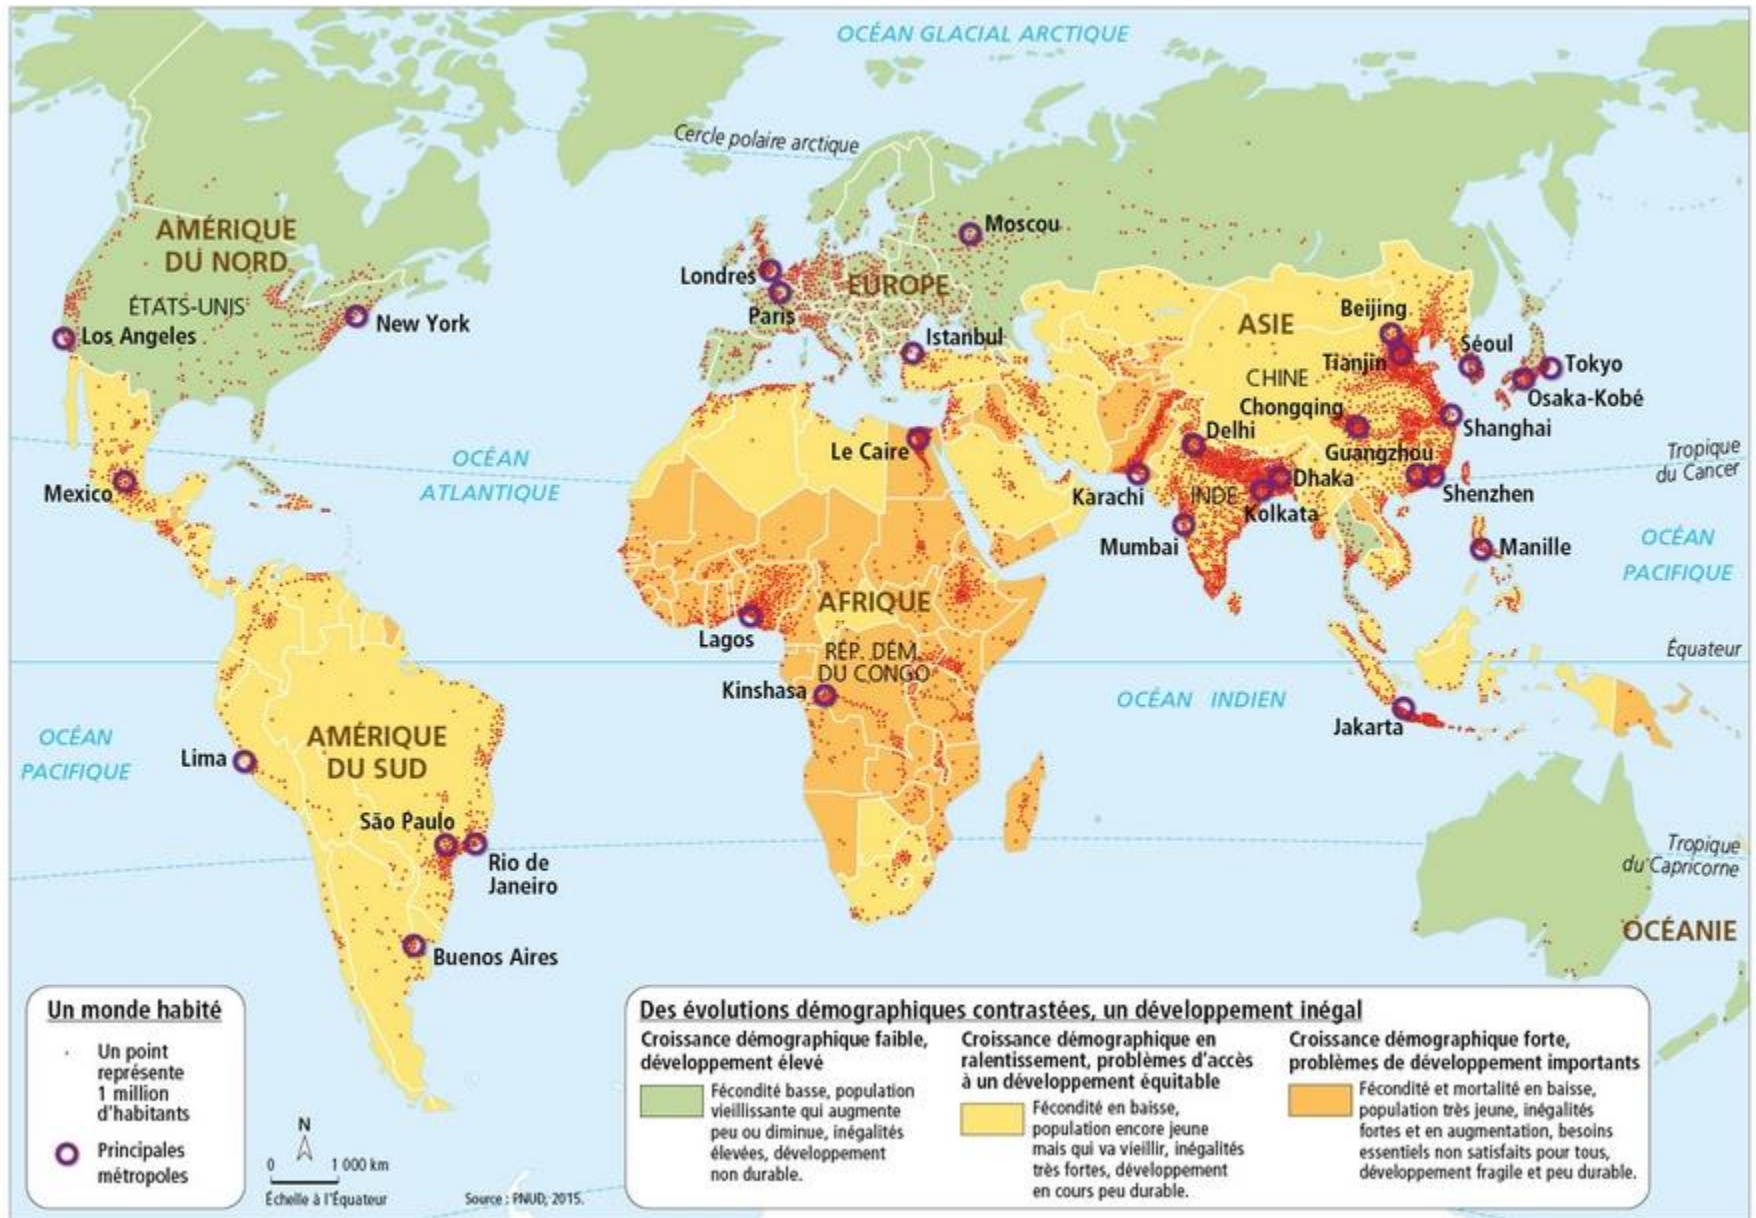 OCÉAN GLACIAL ARCTIQUE
Cercle polaire arctique
AMÉRIQUE
DU NORD
ÉTATS-UNIS
Los Angeles
New York
Mexico
OCÉAN
ATLANTIQUE
Londres
Paris
EUROPE
Moscou
Istanbul
ASIE
Beijing
Tianjin
Séoul
Tokyo
Osaka-Kobé
CHINE
Chongqing
Shanghai
Guangzhou
Shenzhen
Delhi
Dhaka
Karachi
INDE
Kolkata
Mumbai
Le Caire
Tropique
du Cancer
Manille
OCÉAN
PACIFIQUE
AFRIQUE
Lagos
RÉP. DÉM.
DU CONGO
Kinshasa
Équateur
OCÉAN INDIEN
Jakarta
OCÉAN
PACIFIQUE
Lima
AMÉRIQUE
DU SUD
São Paulo
Rio de
Janeiro
Buenos Aires
Tropique
du Capricorne
OCÉANIE
Un monde habité
Un point
représente
1 million
d'habitants
Principales
métropoles
N
0 1 000 km
Échelle à l'Équateur
Source : PNUD, 2015.
Des évolutions démographiques contrastées, un développement inégal
Croissance démographique faible,
développement élevé
Fécondité basse, population
vieillissante qui augmente
peu ou diminue, inégalités
élevées, développement
non durable.
Croissance démographique en
ralentissement, problèmes d'accès
à un développement équitable
Fécondité en baisse,
population encore jeune
mais qui va vieillir, inégalités
très fortes, développement
en cours peu durable.
Croissance démographique forte,
problèmes de développement importants
Fécondité et mortalité en baisse,
population très jeune, inégalités
fortes et en augmentation, besoins
essentiels non satisfaits pour tous,
développement fragile et peu durable.